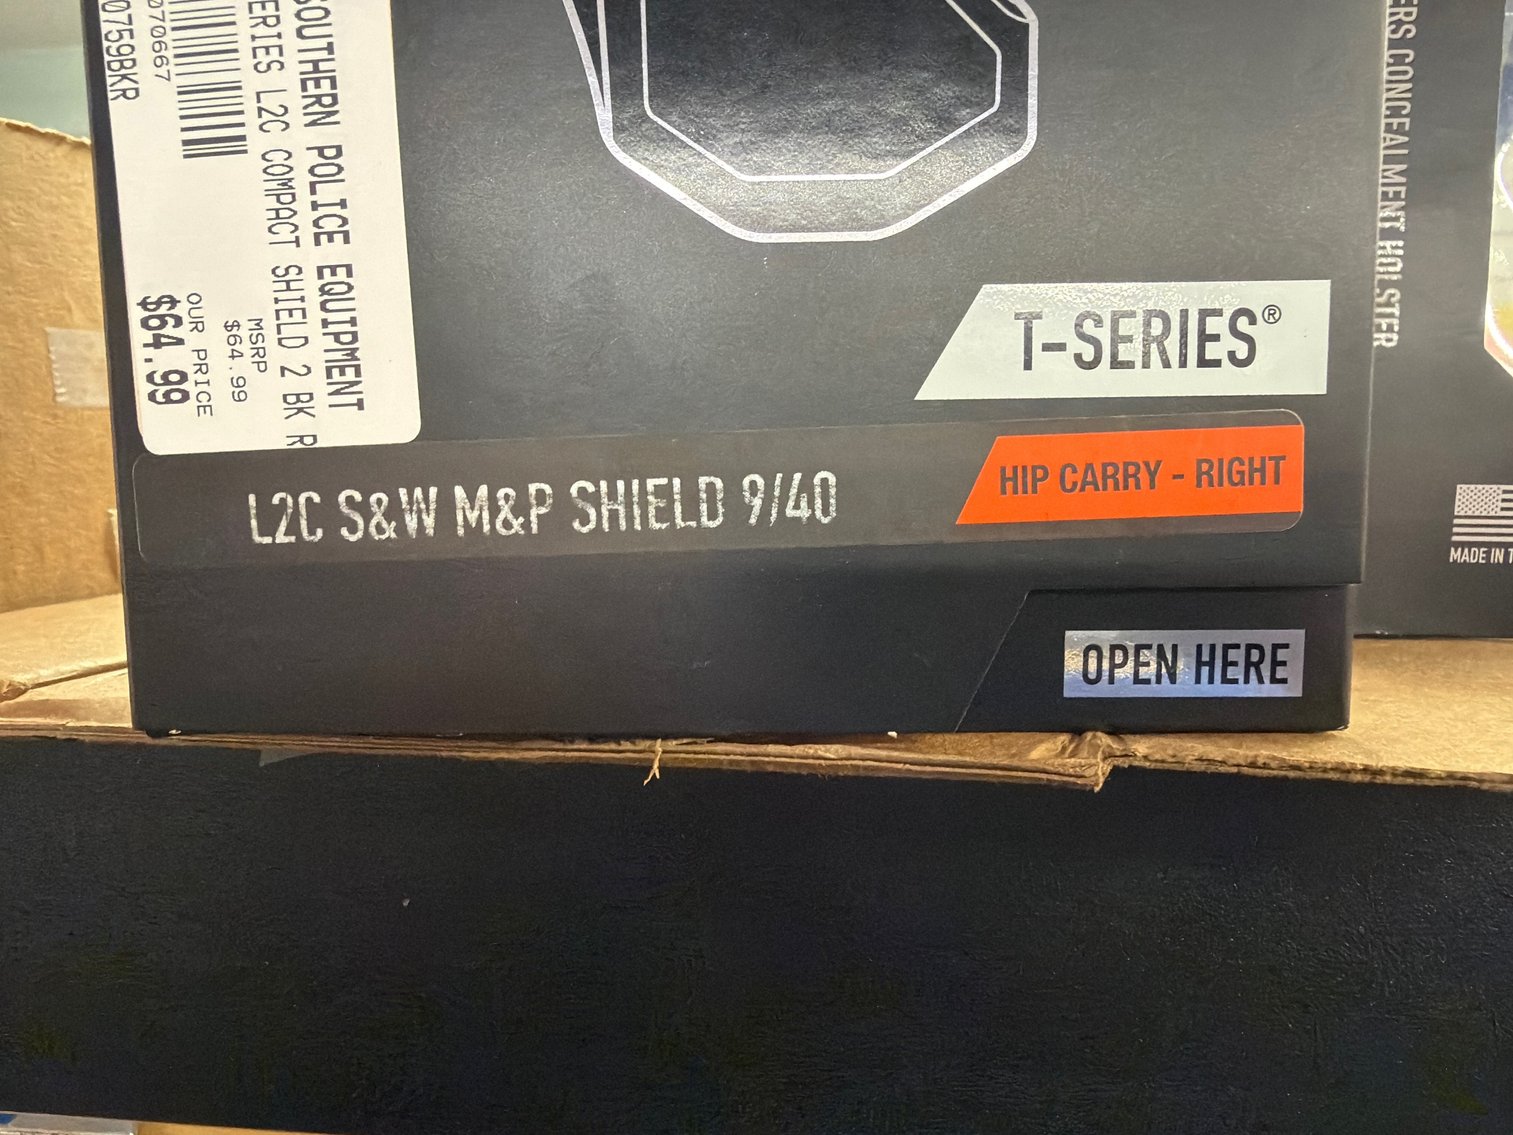 SOUTHERN POLICE EQUIPMENT
ERIES L2C COMPACT SHIELD 2 BK R
MSRP
$64.99
OUR PRICE
$64.99
070667
0759BKR
T-SERIES®
L2C S&W M&P SHIELD 9/40
HIP CARRY - RIGHT
OPEN HERE
ERS CONCEALMENT HOLSTER
MADE IN T